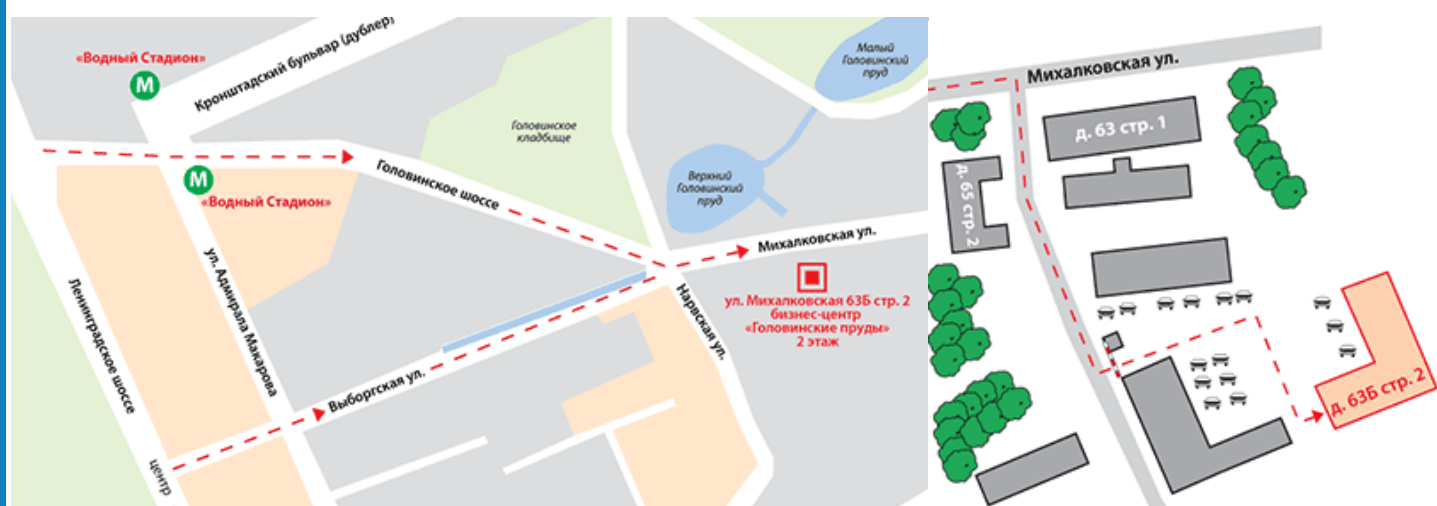 «Водный Стадион»
М
Кронштадский бульвар (дублер)
Малый
Головинский
пруд
Головинское
кладбище
Головинское шоссе
Верхний
Головинский
пруд
М
«Водный Стадион»
Михалковская ул.
ул. Михалковская 63Б стр. 2
бизнес-центр
«Головинские пруды»
2 этаж
Ленинградское шоссе
ул. Адмирала Макарова
Нарвская ул.
Выборгская ул.
центр
Михалковская ул.
д. 63 стр. 1
д. 65 стр. 2
д. 63Б стр. 2